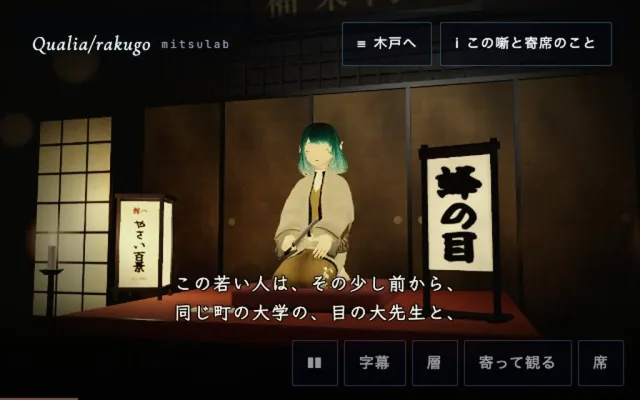 Qualia/rakugo mitsulab
≡ 木戸へ
i この噺と寄席のこと
蜂の目
やさい百景
この若い人は、その少し前から、
同じ町の大学の、目の大先生と、
字幕
層
寄って観る
席